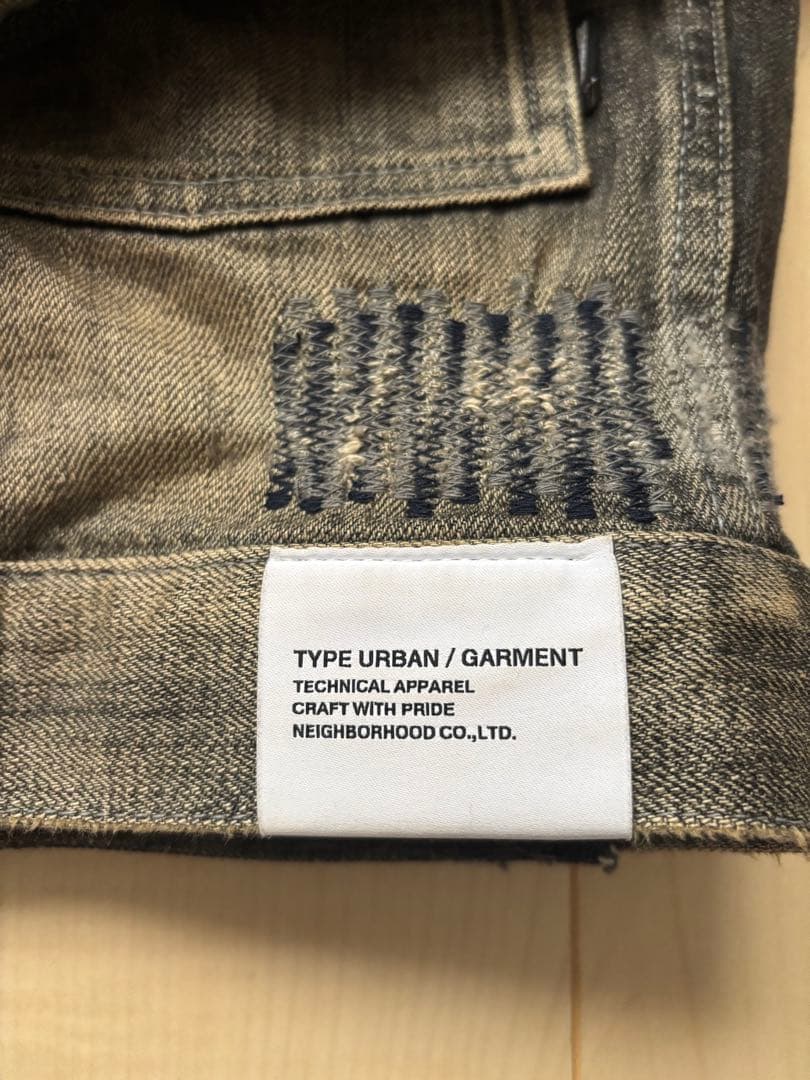 TYPE URBAN / GARMENT
TECHNICAL APPAREL
CRAFT WITH PRIDE
NEIGHBORHOOD CO.,LTD.